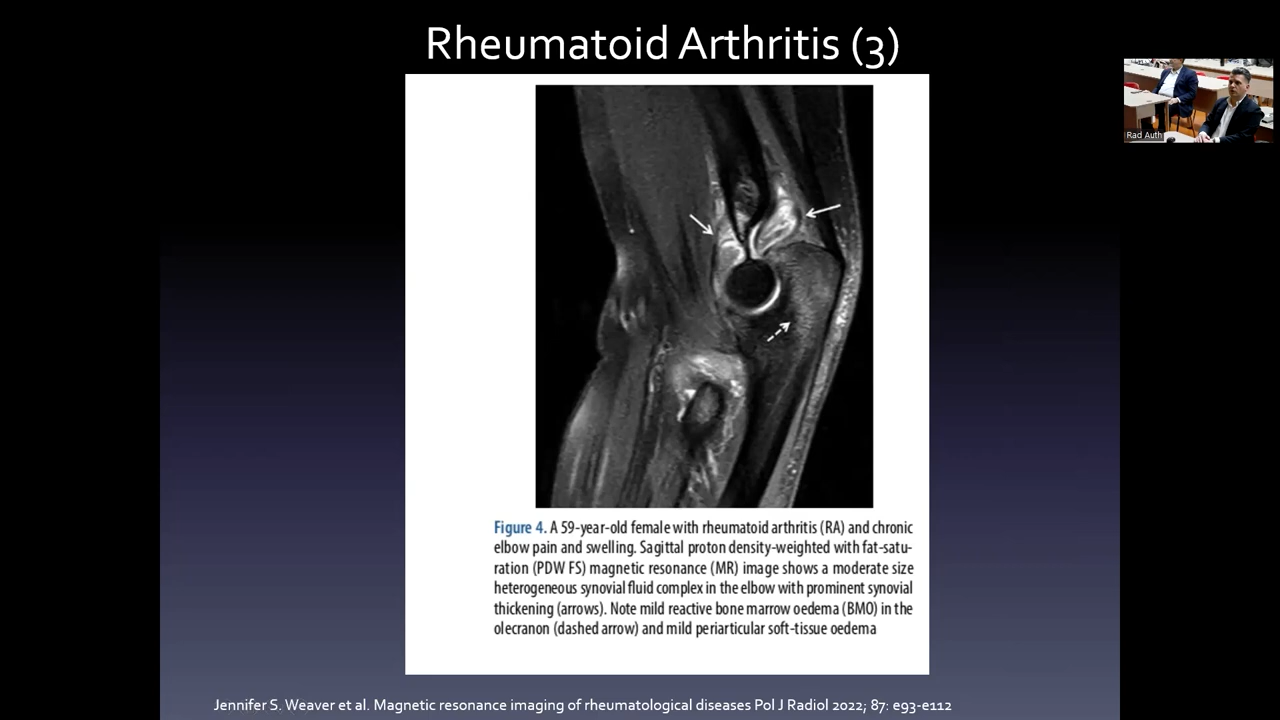 Rheumatoid Arthritis (3)
Rad Auth
Figure 4. A 59-year-old female with rheumatoid arthritis (RA) and chronic
elbow pain and swelling. Sagittal proton density-weighted with fat-satu-
ration (PDW FS) magnetic resonance (MR) image shows a moderate size
heterogeneous synovial fluid complex in the elbow with prominent synovial
thickening (arrows). Note mild reactive bone marrow oedema (BMO) in the
olecranon (dashed arrow) and mild periarticular soft-tissue oedema
Jennifer S. Weaver et al. Magnetic resonance imaging of rheumatological diseases Pol J Radiol 2022; 87: e93-e112